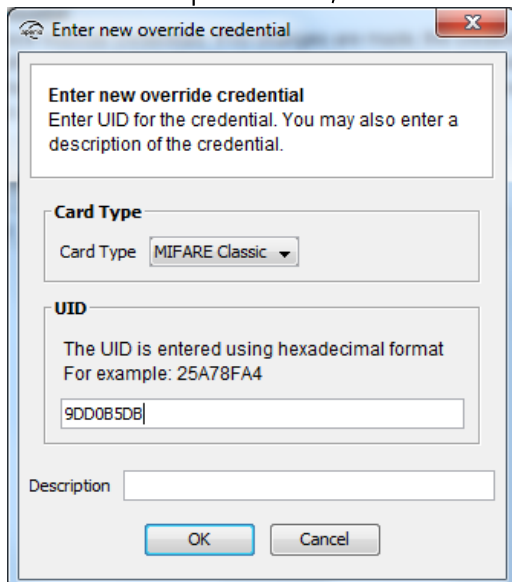 Enter new override credential
Enter new override credential
Enter UID for the credential. You may also enter a
description of the credential.
Card Type
Card Type MIFARE Classic
UID
The UID is entered using hexadecimal format
For example: 25A78FA4
9DD0B5DB
Description
OK Cancel